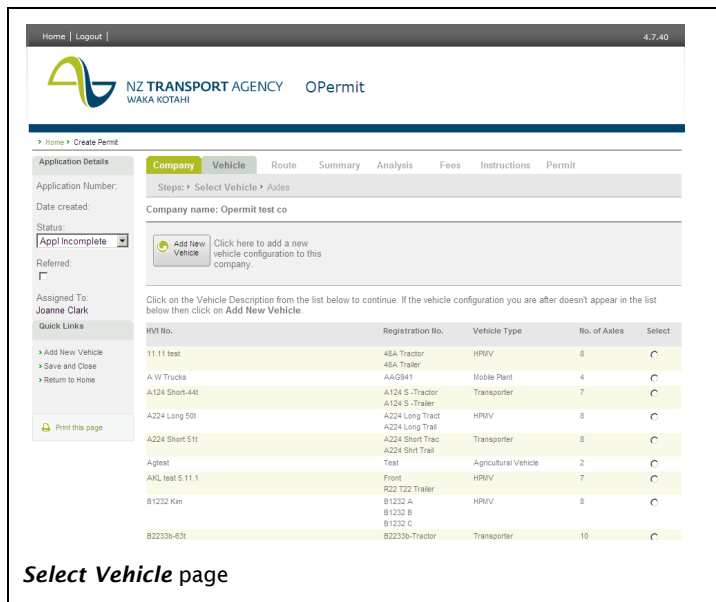 Home | Logout | 4.7.40
NZ TRANSPORT AGENCY OPermit
WAKA KOTAHI
> Home > Create Permit
Application Details
Company Vehicle Route Summary Analysis Fees Instructions Permit
Application Number:
Steps: > Select Vehicle > Axles
Date created:
Company name: Opermit test co
Status:
Appl Incomplete
Referred:
Add New Vehicle
Click here to add a new
vehicle configuration to this
company.
Assigned To:
Joanne Clark
Click on the Vehicle Description from the list below to continue. If the vehicle configuration you are after doesn't appear in the list
below then click on Add New Vehicle.
Quick Links
> Add New Vehicle
> Save and Close
> Return to Home
Print this page
HVI No. Registration No. Vehicle Type No. of Axles Select
11.11 test 48A Tractor HPMV 8
48A Trailer
A W Trucks AAG941 Mobile Plant 4
A124 Short-44t A124 S -Tractor Transporter 7
A124 S -Trailer
A224 Long 50t A224 Long Tract HPMV 8
A224 Long Trail
A224 Short 51t A224 Short Trac Transporter 8
A224 Shrt Trail
Agtest Test Agricultural Vehicle 2
AKL test 5.11.1 Front HPMV 7
R22 T22 Trailer
B1232 Kim B1232 A HPMV 8
B1232 B
B1232 C
B2233b-63t B2233b-Tractor Transporter 10
Select Vehicle page